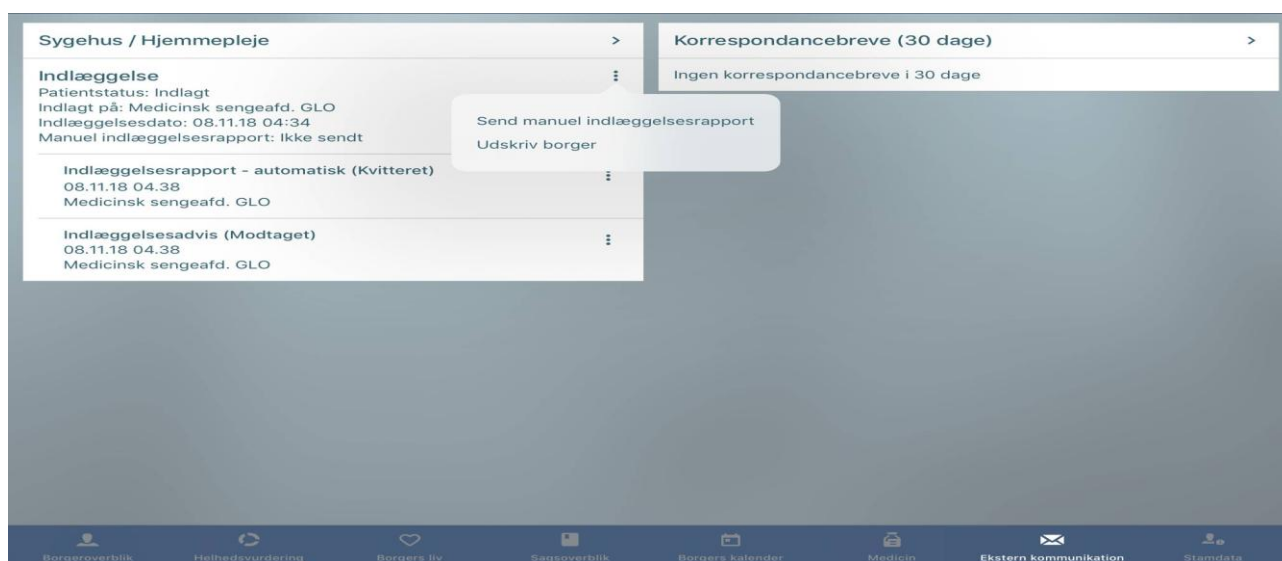 Sygehus / Hjemmepleje
Indlæggelse
Patientstatus: Indlagt
Indlagt på: Medicinsk sengeafd. GLO
Indlæggelsesdato: 08.11.18 04:34
Manuel indlæggelsesrapport: Ikke sendt
Send manuel indlæggelsesrapport
Udskriv borger
Indlæggelsesrapport - automatisk (Kvitteret)
08.11.18 04.38
Medicinsk sengeafd. GLO
Indlæggelsesadvis (Modtaget)
08.11.18 04.38
Medicinsk sengeafd. GLO
Korrespondancebreve (30 dage)
Ingen korrespondancebreve i 30 dage
Borgeroverblik
Helhedsvurdering
Borgers liv
Sagsoverblik
Borgers kalender
Medicin
Ekstern kommunikation
Stamdata